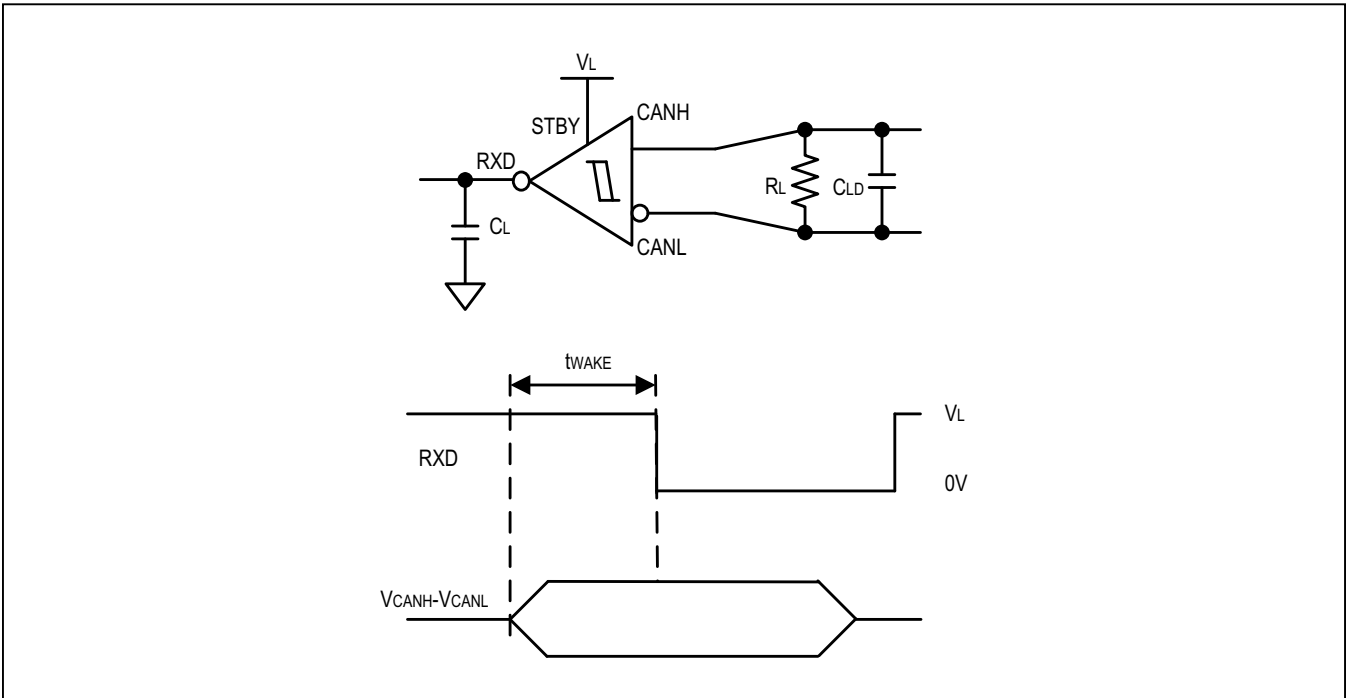 VL
STBY
CANH
RXD
RL
CLD
CL
CANL
tWAKE
VL
RXD
0V
VCANH-VCANL